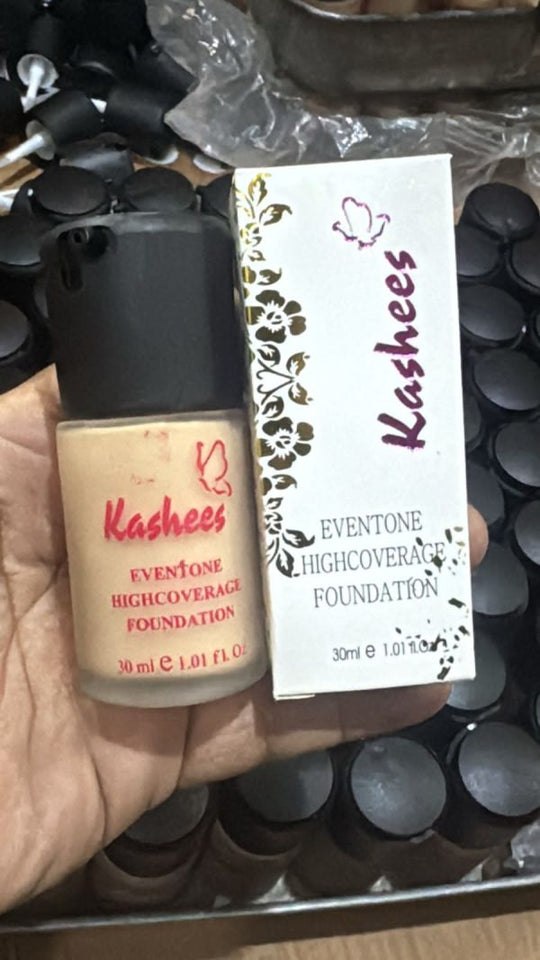 Kashees
EVENTONE
HIGHCOVERAGE
FOUNDATION
30 ml e 1.01 fl. Oz
Kashees
EVENTONE
HIGHCOVERAGE
FOUNDATION
30ml e 1.01 fl.Oz